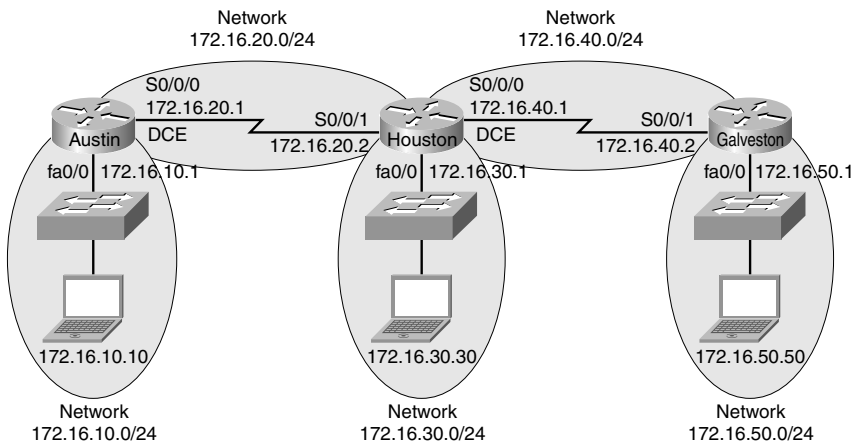 Network
172.16.20.0/24
Network
172.16.40.0/24
S0/0/0
172.16.20.1
DCE
S0/0/1
172.16.20.2
S0/0/0
172.16.40.1
DCE
S0/0/1
172.16.40.2
Austin
Houston
Galveston
fa0/0
172.16.10.1
fa0/0
172.16.30.1
fa0/0
172.16.50.1
172.16.10.10
172.16.30.30
172.16.50.50
Network
172.16.10.0/24
Network
172.16.30.0/24
Network
172.16.50.0/24